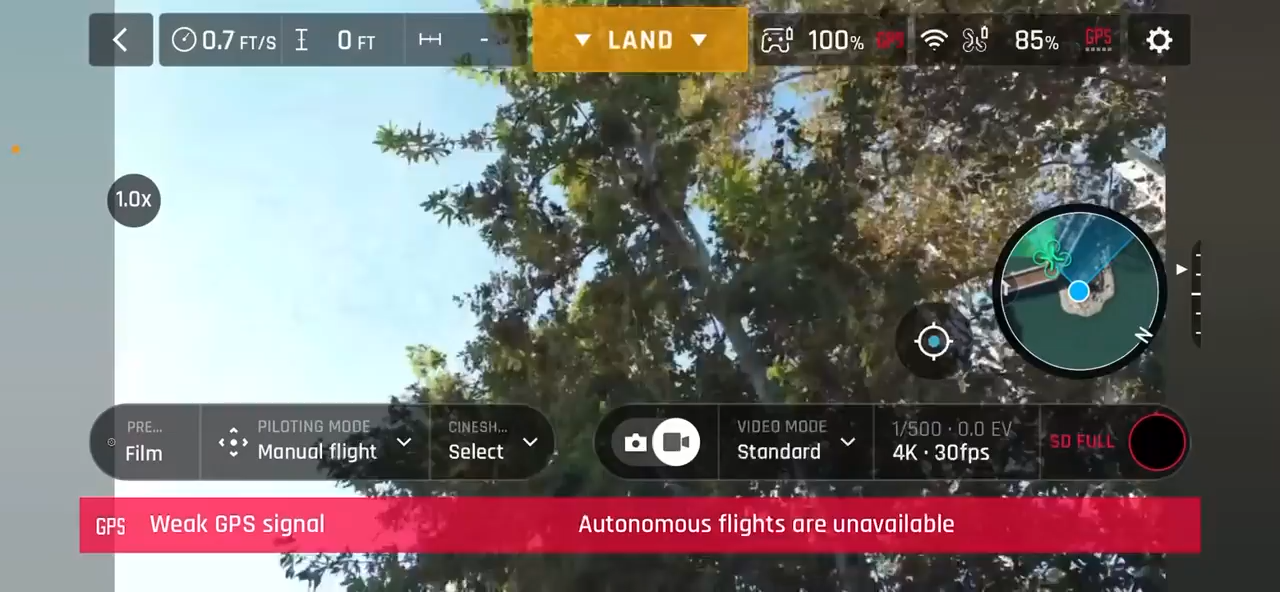 0.7 FT/S
0 FT
-
LAND
100%
GPS
85%
GPS
1.0x
N
PRE...
Film
PILOTING MODE
Manual flight
CINESH...
Select
VIDEO MODE
Standard
1/500 · 0.0 EV
4K · 30fps
SD FULL
GPS
Weak GPS signal
Autonomous flights are unavailable